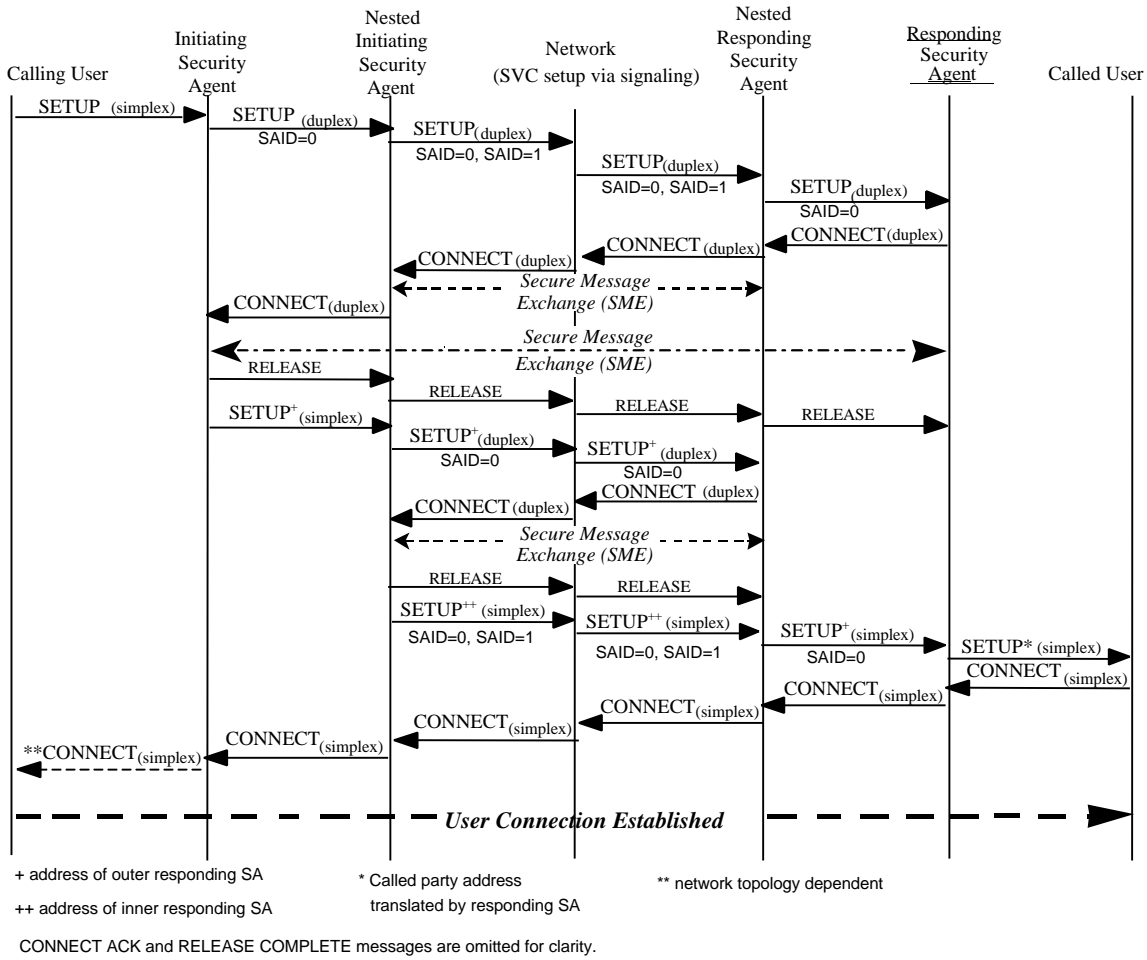 Calling User
Initiating
Security
Agent
Nested
Initiating
Security
Agent
Network
(SVC setup via signaling)
Nested
Responding
Security
Agent
Responding
Security
Agent
Called User
SETUP (simplex)
SETUP (duplex)
SAID=0
SETUP(duplex)
SAID=0, SAID=1
SETUP(duplex)
SAID=0, SAID=1
SETUP(duplex)
SAID=0
CONNECT(duplex)
CONNECT(duplex)
CONNECT(duplex)
Secure Message
Exchange (SME)
CONNECT(duplex)
Secure Message
Exchange (SME)
RELEASE
RELEASE
RELEASE
RELEASE
SETUP+ (simplex)
SETUP+(duplex)
SAID=0
SETUP+ (duplex)
SAID=0
CONNECT (duplex)
CONNECT(duplex)
Secure Message
Exchange (SME)
RELEASE
RELEASE
SETUP++ (simplex)
SAID=0, SAID=1
SETUP++ (simplex)
SAID=0, SAID=1
SETUP+(simplex)
SAID=0
SETUP* (simplex)
CONNECT(simplex)
CONNECT(simplex)
CONNECT(simplex)
CONNECT(simplex)
CONNECT(simplex)
**CONNECT(simplex)
User Connection Established
+ address of outer responding SA
++ address of inner responding SA
* Called party address
translated by responding SA
** network topology dependent
CONNECT ACK and RELEASE COMPLETE messages are omitted for clarity.